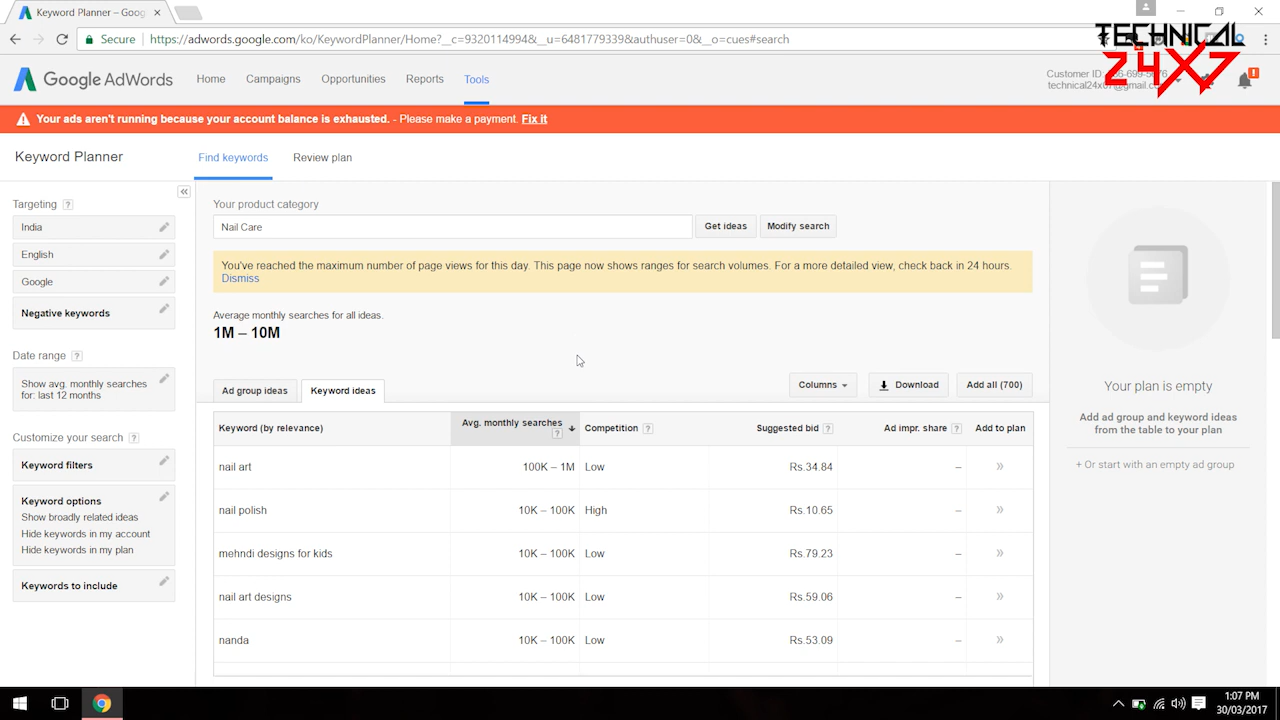 Keyword Planner – Goog
Secure
https://adwords.google.com/ko/KeywordPlanner/Home?__c=9320114994&__u=6481779339&authuser=0&__o=cues#search
TECHNICAL
24X7
Google AdWords
Home
Campaigns
Opportunities
Reports
Tools
Customer ID:
technical24x
Your ads aren't running because your account balance is exhausted. - Please make a payment. Fix it
Keyword Planner
Find keywords
Review plan
Targeting ?
India
English
Google
Negative keywords
Date range ?
Show avg. monthly searches
for: last 12 months
Customize your search ?
Keyword filters
Keyword options
Show broadly related ideas
Hide keywords in my account
Hide keywords in my plan
Keywords to include
Your product category
Nail Care
Get ideas
Modify search
You've reached the maximum number of page views for this day. This page now shows ranges for search volumes. For a more detailed view, check back in 24 hours.
Dismiss
Average monthly searches for all ideas.
1M – 10M
Ad group ideas
Keyword ideas
Columns
Download
Add all (700)
Keyword (by relevance)
Avg. monthly searches ?
Competition ?
Suggested bid ?
Ad impr. share ?
Add to plan
nail art 100K – 1M Low Rs.34.84 – »
nail polish 10K – 100K High Rs.10.65 – »
mehndi designs for kids 10K – 100K Low Rs.79.23 – »
nail art designs 10K – 100K Low Rs.59.06 – »
nanda 10K – 100K Low Rs.53.09 – »
Your plan is empty
Add ad group and keyword ideas
from the table to your plan
+ Or start with an empty ad group
1:07 PM
30/03/2017